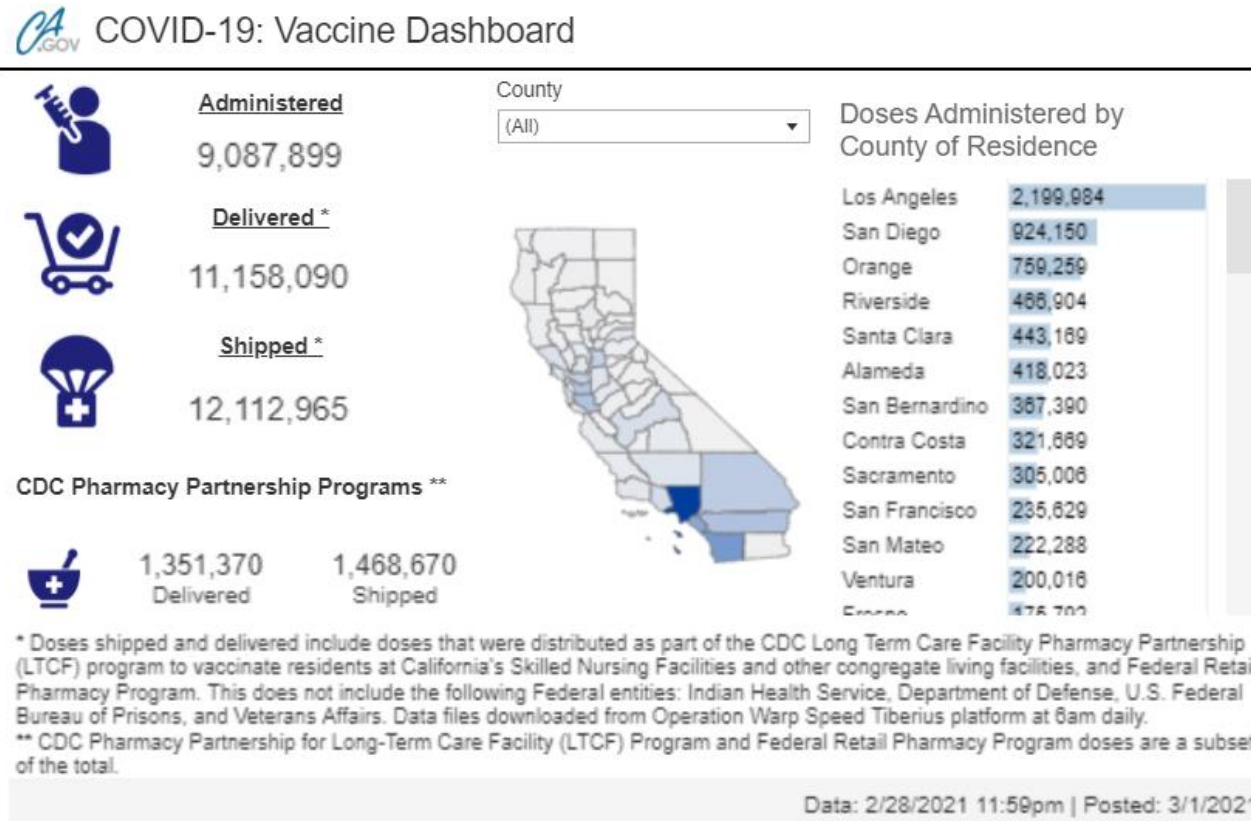 CA.GOV COVID-19: Vaccine Dashboard
Administered
9,087,899
Delivered *
11,158,090
Shipped *
12,112,965
CDC Pharmacy Partnership Programs **
1,351,370 1,468,670
Delivered Shipped
County
(All)
Doses Administered by
County of Residence
Los Angeles 2,199,984
San Diego 924,150
Orange 759,259
Riverside 466,904
Santa Clara 443,169
Alameda 418,023
San Bernardino 367,390
Contra Costa 321,669
Sacramento 305,006
San Francisco 235,629
San Mateo 222,288
Ventura 200,016
* Doses shipped and delivered include doses that were distributed as part of the CDC Long Term Care Facility Pharmacy Partnership
(LTCF) program to vaccinate residents at California's Skilled Nursing Facilities and other congregate living facilities, and Federal Retail
Pharmacy Program. This does not include the following Federal entities: Indian Health Service, Department of Defense, U.S. Federal
Bureau of Prisons, and Veterans Affairs. Data files downloaded from Operation Warp Speed Tiberius platform at 6am daily.
** CDC Pharmacy Partnership for Long-Term Care Facility (LTCF) Program and Federal Retail Pharmacy Program doses are a subset
of the total.
Data: 2/28/2021 11:59pm | Posted: 3/1/2021